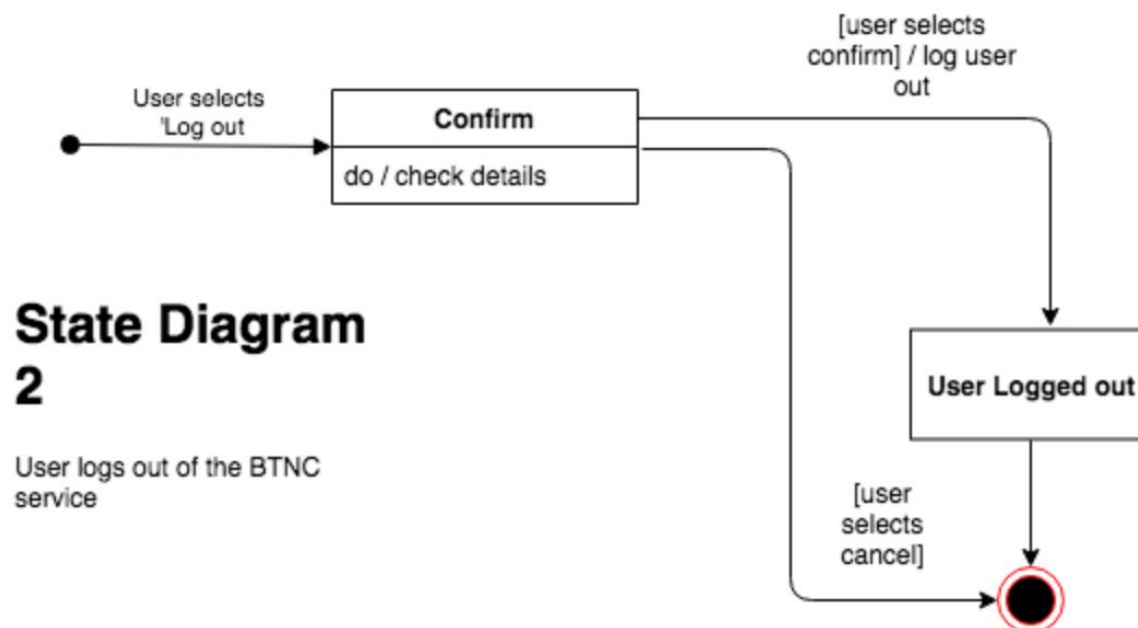 [user selects
confirm] / log user
out
User selects
'Log out
Confirm
do / check details
State Diagram
2
User Logged out
User logs out of the BTNC
service
[user
selects
cancel]